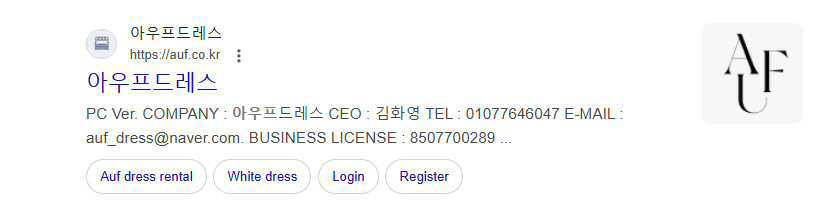 아우프드레스
https://auf.co.kr
아우프드레스
PC Ver. COMPANY : 아우프드레스 CEO : 김화영 TEL : 01077646047 E-MAIL :
auf_dress@naver.com. BUSINESS LICENSE : 8507700289 ...
Auf dress rental White dress Login Register
AUF